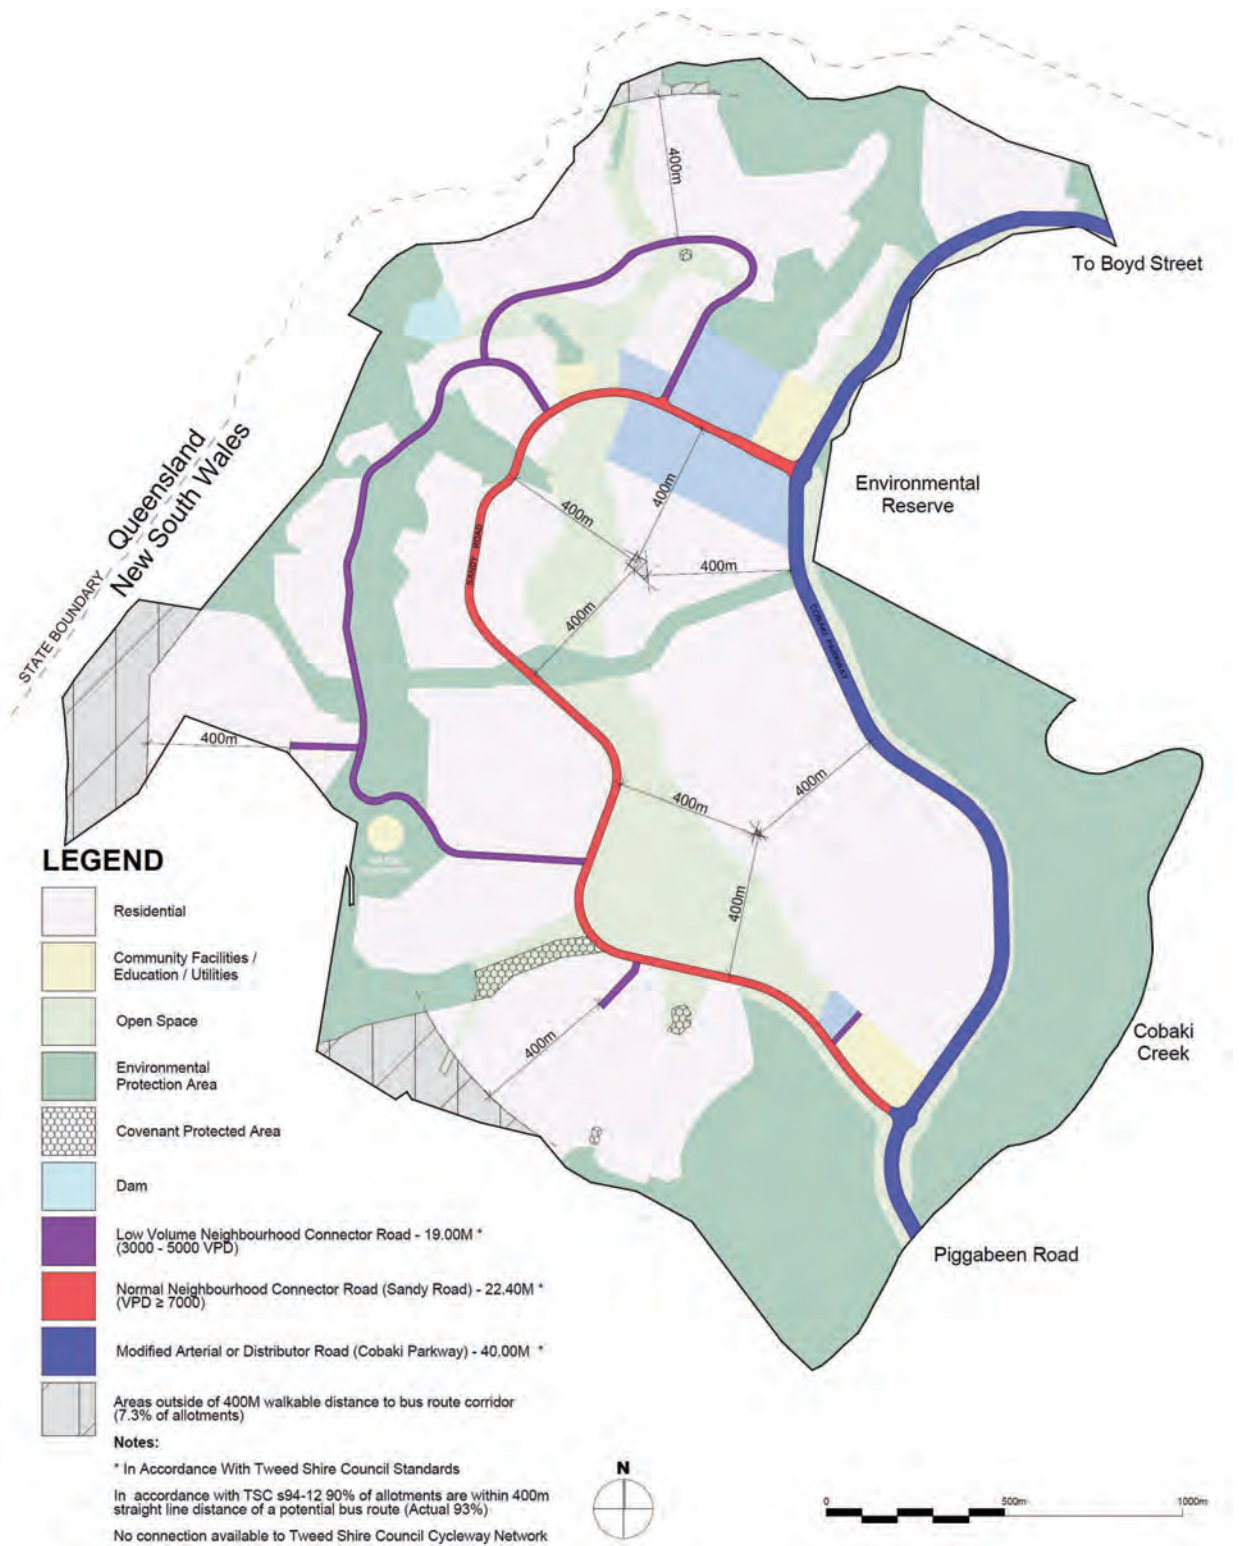 To Boyd Street
400m
Queensland
New South Wales
STATE BOUNDARY
Environmental
Reserve
400m
400m
400m
SANDY ROAD
400m
COBAKI PARKWAY
400m
400m
400m
400m
400m
Cobaki
Creek
Piggabeen Road
LEGEND
Residential
Community Facilities /
Education / Utilities
Open Space
Environmental
Protection Area
Covenant Protected Area
Dam
Low Volume Neighbourhood Connector Road - 19.00M *
(3000 - 5000 VPD)
Normal Neighbourhood Connector Road (Sandy Road) - 22.40M *
(VPD ≥ 7000)
Modified Arterial or Distributor Road (Cobaki Parkway) - 40.00M *
Areas outside of 400M walkable distance to bus route corridor
(7.3% of allotments)
Notes:
* In Accordance With Tweed Shire Council Standards
In accordance with TSC s94-12 90% of allotments are within 400m
straight line distance of a potential bus route (Actual 93%)
No connection available to Tweed Shire Council Cycleway Network
N
0 500m 1000m